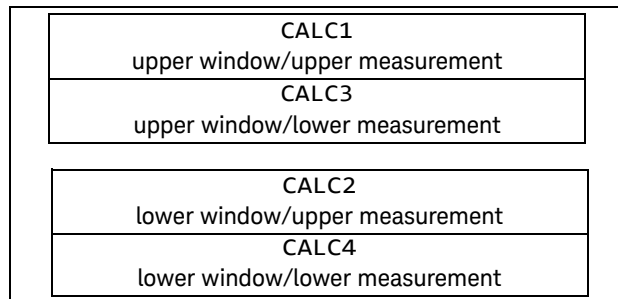 CALC1
upper window/upper measurement
CALC3
upper window/lower measurement
CALC2
lower window/upper measurement
CALC4
lower window/lower measurement